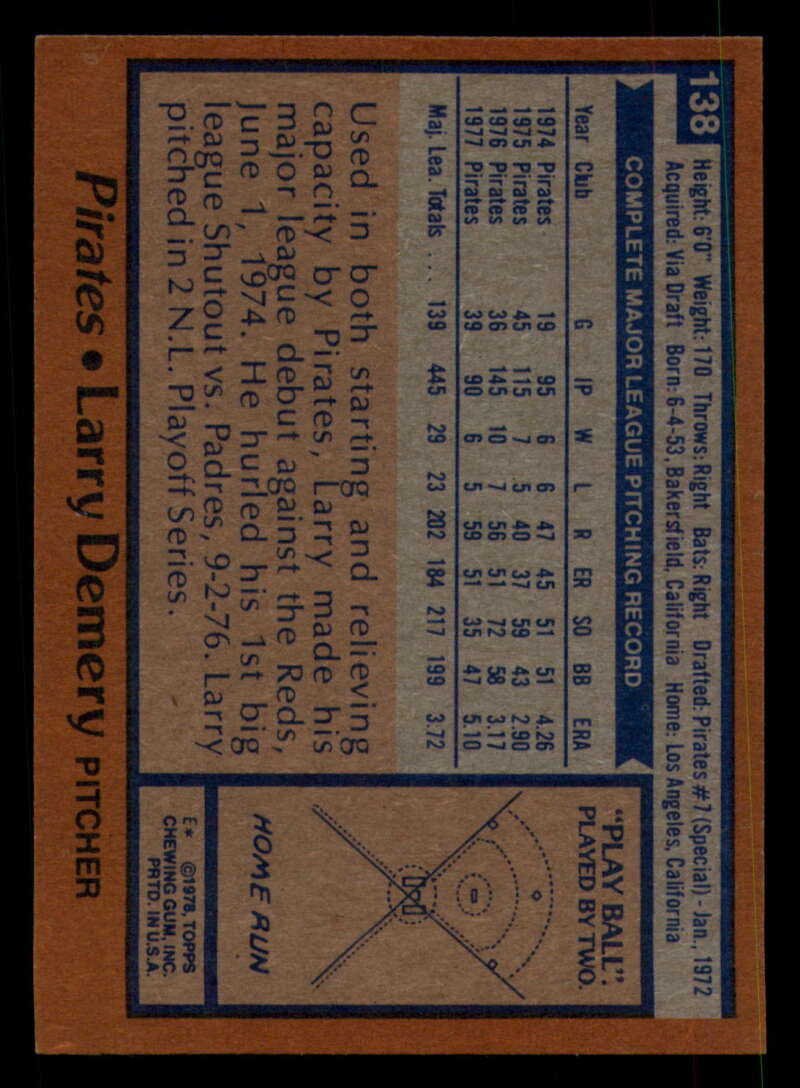 138
Height: 6'0" Weight: 170 Throws: Right Bats: Right Drafted: Pirates #7 (Special) - Jan., 1972
Acquired: Via Draft Born: 6-4-53, Bakersfield, California Home: Los Angeles, California
COMPLETE MAJOR LEAGUE PITCHING RECORD
Year Club G IP W L R ER SO BB ERA
1974 Pirates 19 95 6 6 47 45 51 51 4.26
1975 Pirates 45 115 7 5 40 37 59 43 2.90
1976 Pirates 36 145 10 7 56 51 72 58 3.17
1977 Pirates 39 90 6 5 59 51 35 47 5.10
Maj. Lea. Totals ... 139 445 29 23 202 184 217 199 3.72
Used in both starting and relieving
capacity by Pirates, Larry made his
major league debut against the Reds,
June 1, 1974. He hurled his 1st big
league Shutout vs. Padres, 9-2-76. Larry
pitched in 2 N.L. Playoff Series.
"PLAY BALL":
PLAYED BY TWO.
HOME RUN
E* ©1978, TOPPS
CHEWING GUM, INC.
PRTD. IN U.S.A.
Pirates • Larry Demery PITCHER